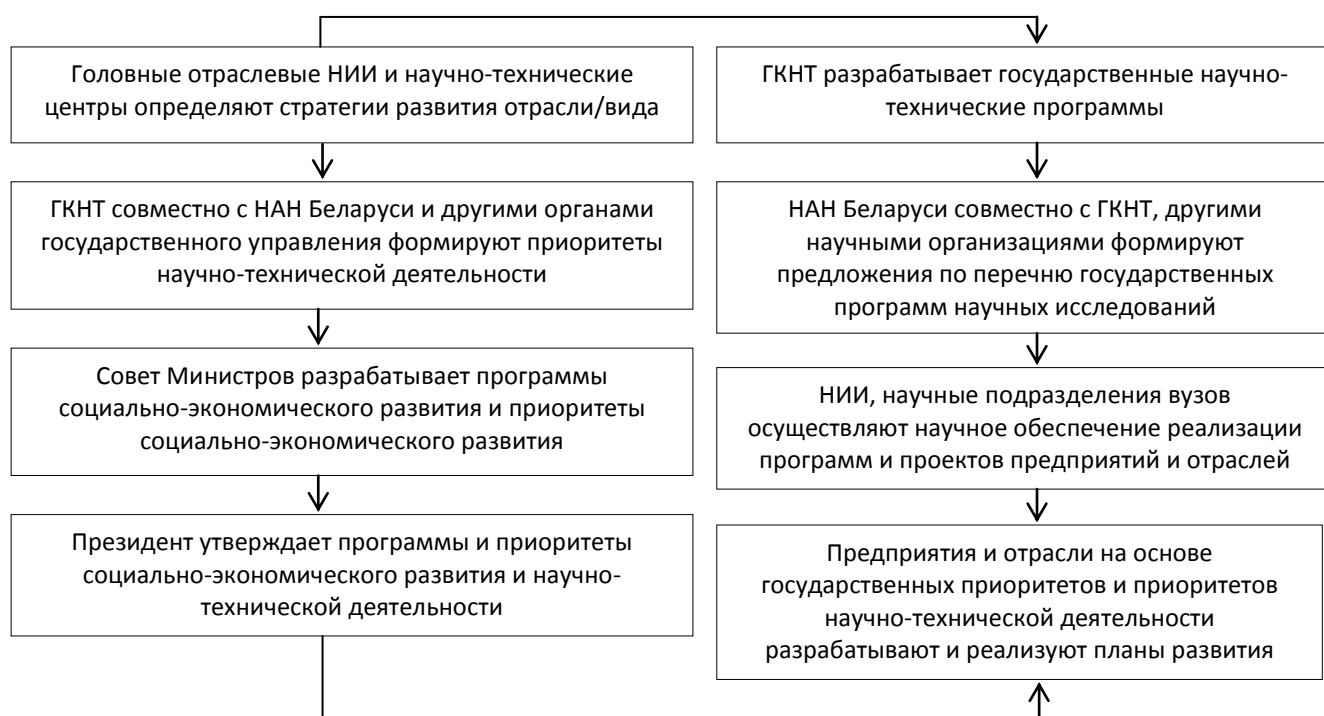 Головные отраслевые НИИ и научно-технические
центры определяют стратегии развития отрасли/вида
ГКНТ совместно с НАН Беларуси и другими органами
государственного управления формируют приоритеты
научно-технической деятельности
Совет Министров разрабатывает программы
социально-экономического развития и приоритеты
социально-экономического развития
Президент утверждает программы и приоритеты
социально-экономического развития и научно-
технической деятельности
ГКНТ разрабатывает государственные научно-
технические программы
НАН Беларуси совместно с ГКНТ, другими
научными организациями формируют
предложения по перечню государственных
программ научных исследований
НИИ, научные подразделения вузов
осуществляют научное обеспечение реализации
программ и проектов предприятий и отраслей
Предприятия и отрасли на основе
государственных приоритетов и приоритетов
научно-технической деятельности
разрабатывают и реализуют планы развития